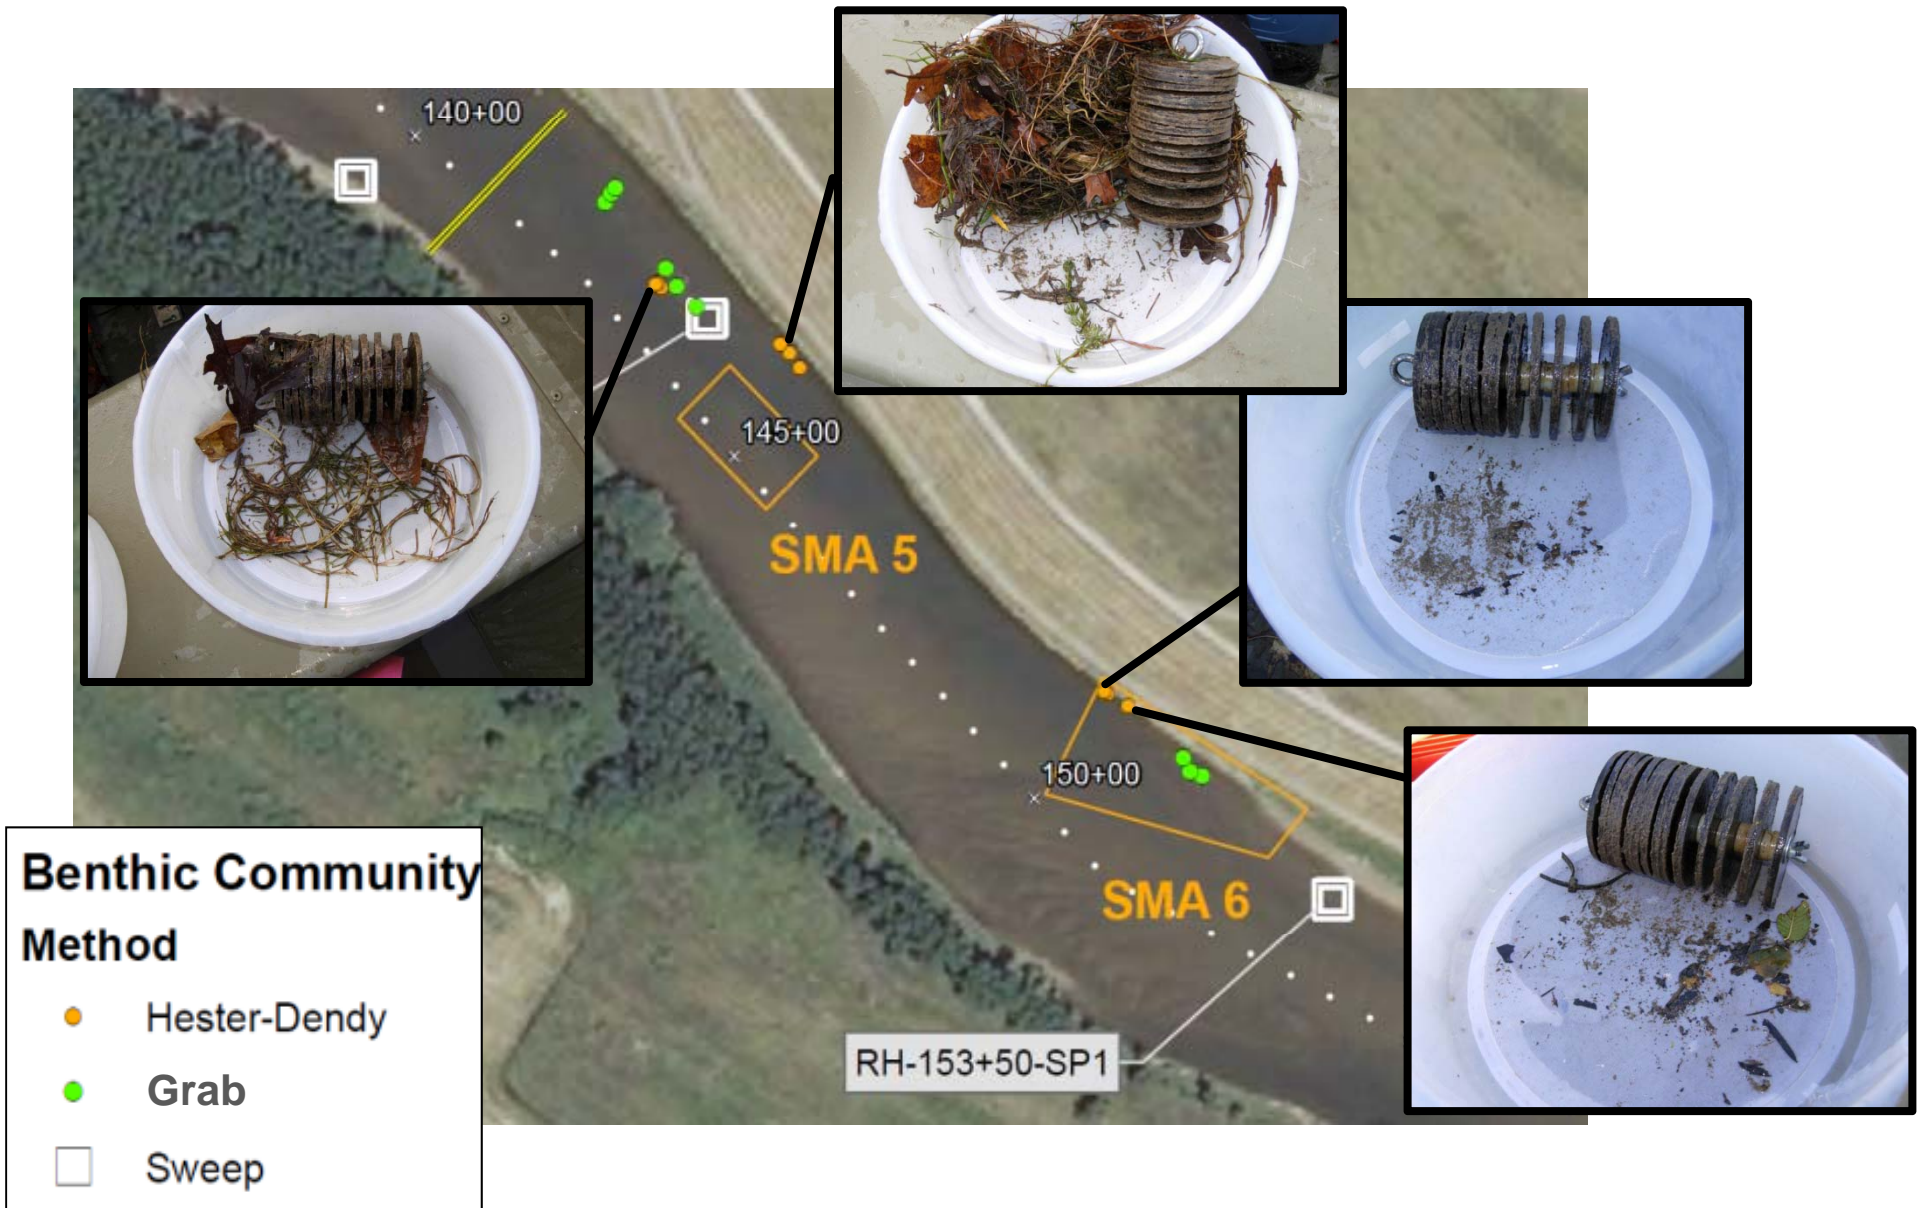 140+00
145+00
SMA 5
150+00
SMA 6
RH-153+50-SP1
Benthic Community
Method
Hester-Dendy
Grab
Sweep